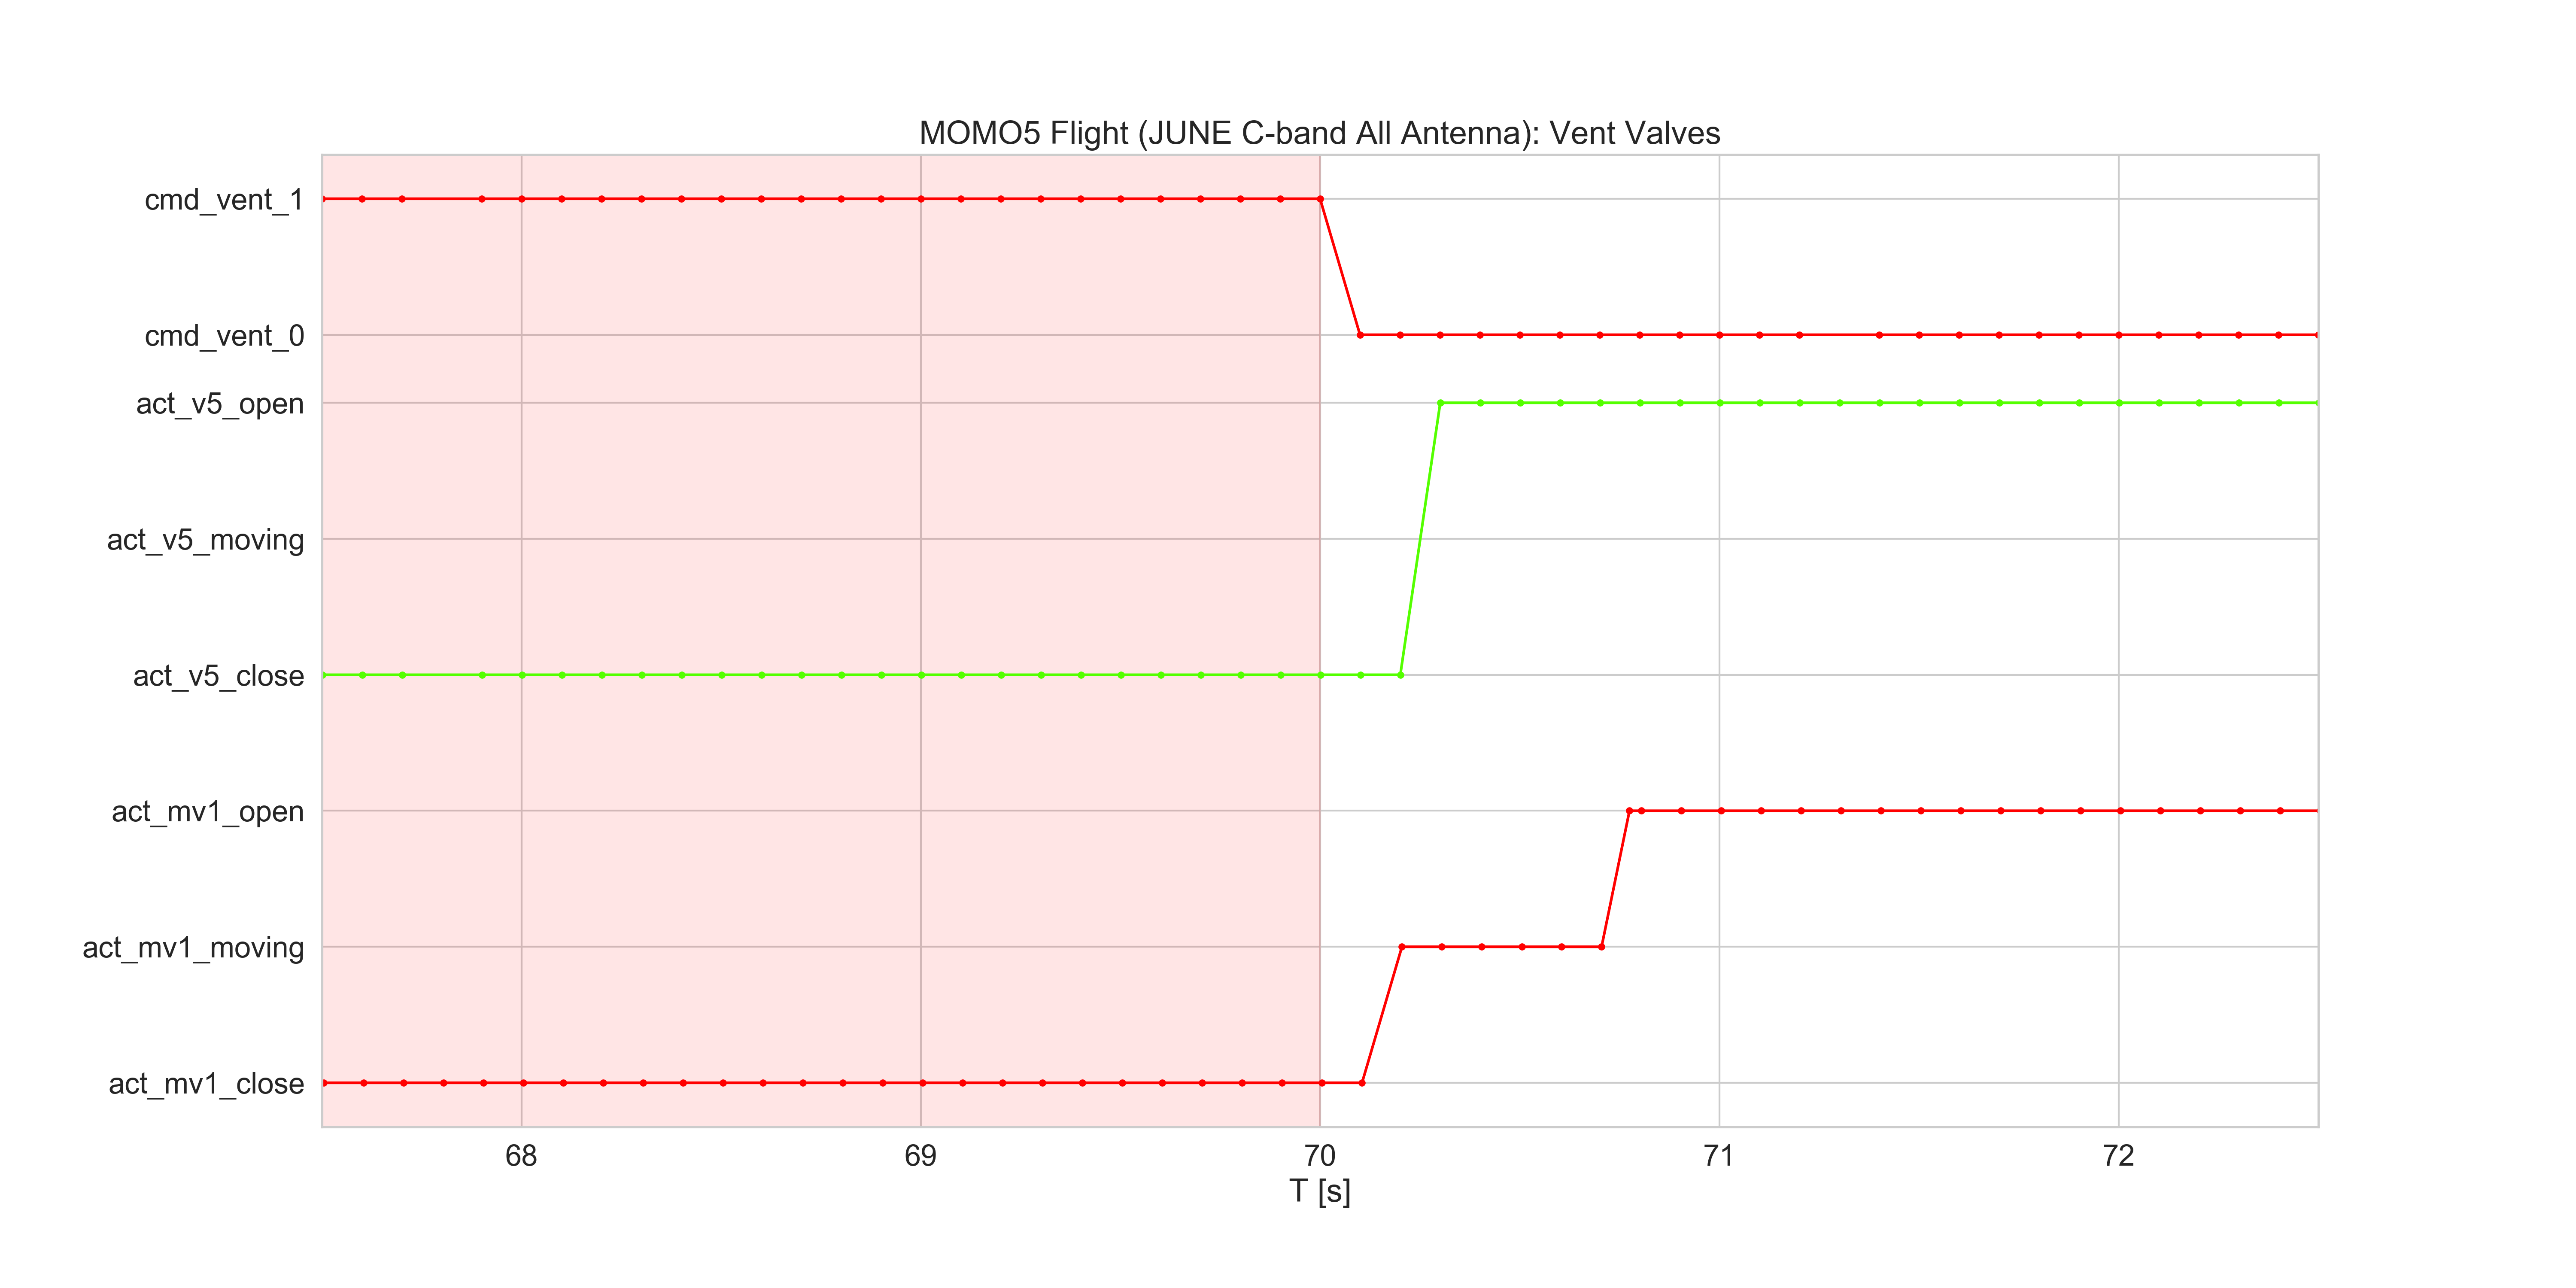 MOMO5 Flight (JUNE C-band All Antenna): Vent Valves
cmd_vent_1
cmd_vent_0
act_v5_open
act_v5_moving
act_v5_close
act_mv1_open
act_mv1_moving
act_mv1_close
68 69 70 71 72
T [s]